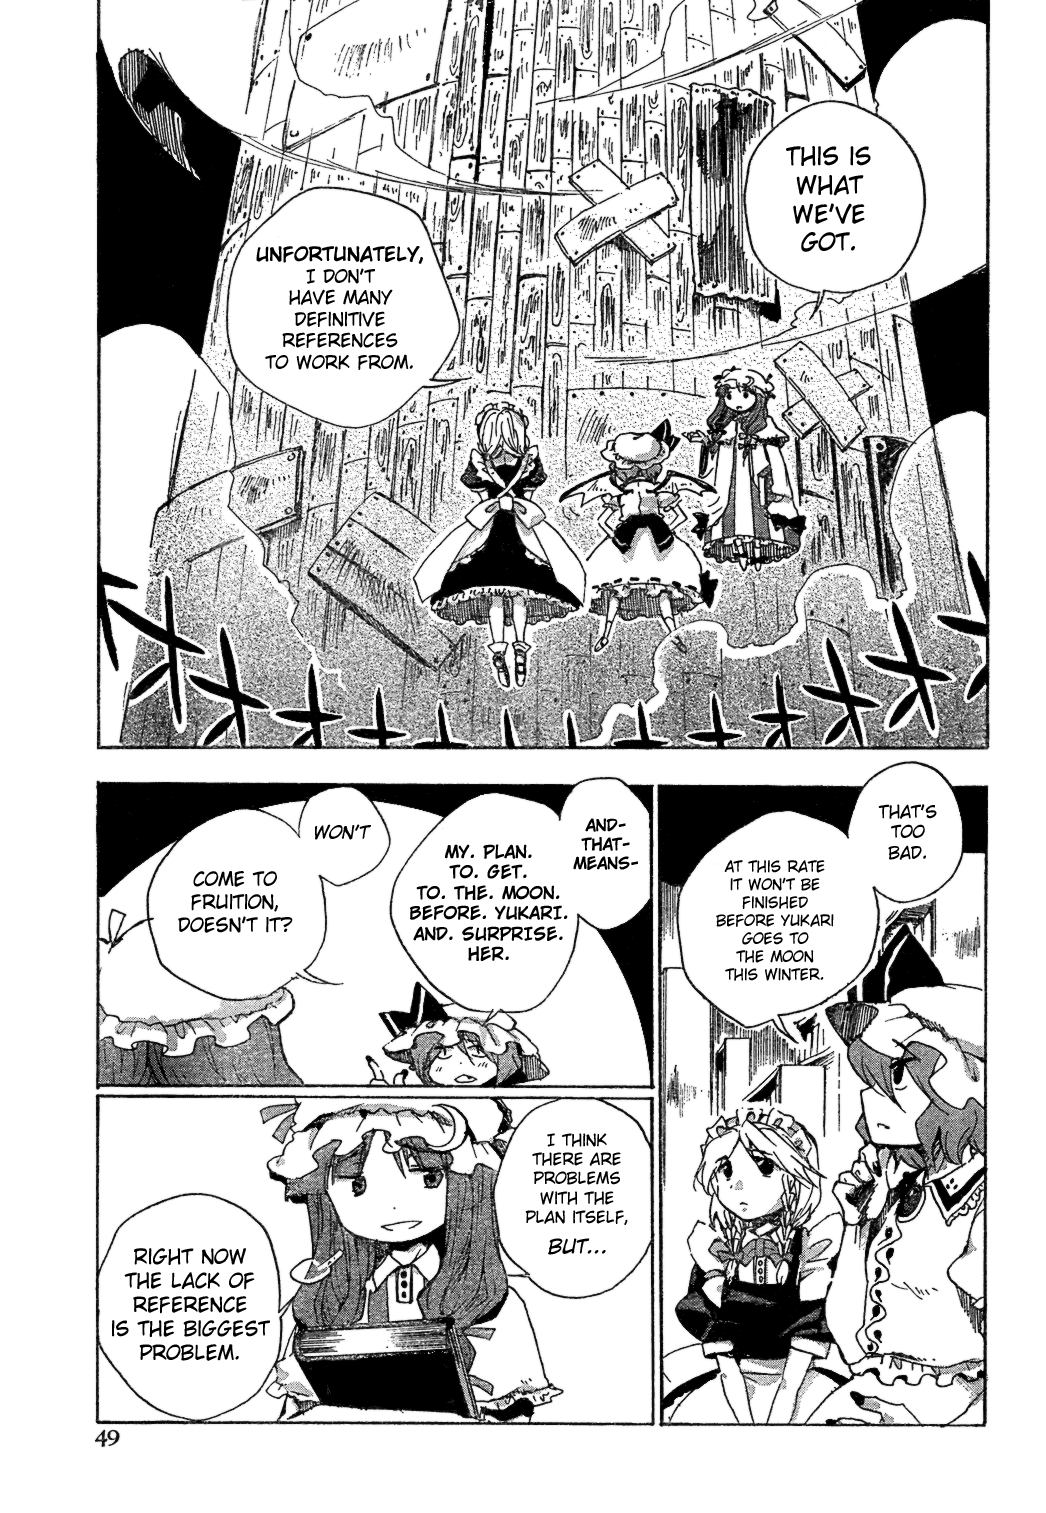 THIS IS
WHAT
WE'VE
GOT.
UNFORTUNATELY,
I DON'T
HAVE MANY
DEFINITIVE
REFERENCES
TO WORK FROM.
THAT'S
TOO
BAD.
AT THIS RATE
IT WON'T BE
FINISHED
BEFORE YUKARI
GOES TO
THE MOON
THIS WINTER.
AND-
THAT-
MEANS-
MY. PLAN.
TO. GET.
TO. THE. MOON.
BEFORE. YUKARI.
AND. SURPRISE.
HER.
WON'T
COME TO
FRUITION,
DOESN'T IT?
I THINK
THERE ARE
PROBLEMS
WITH THE
PLAN ITSELF,
BUT...
RIGHT NOW
THE LACK OF
REFERENCE
IS THE BIGGEST
PROBLEM.
49